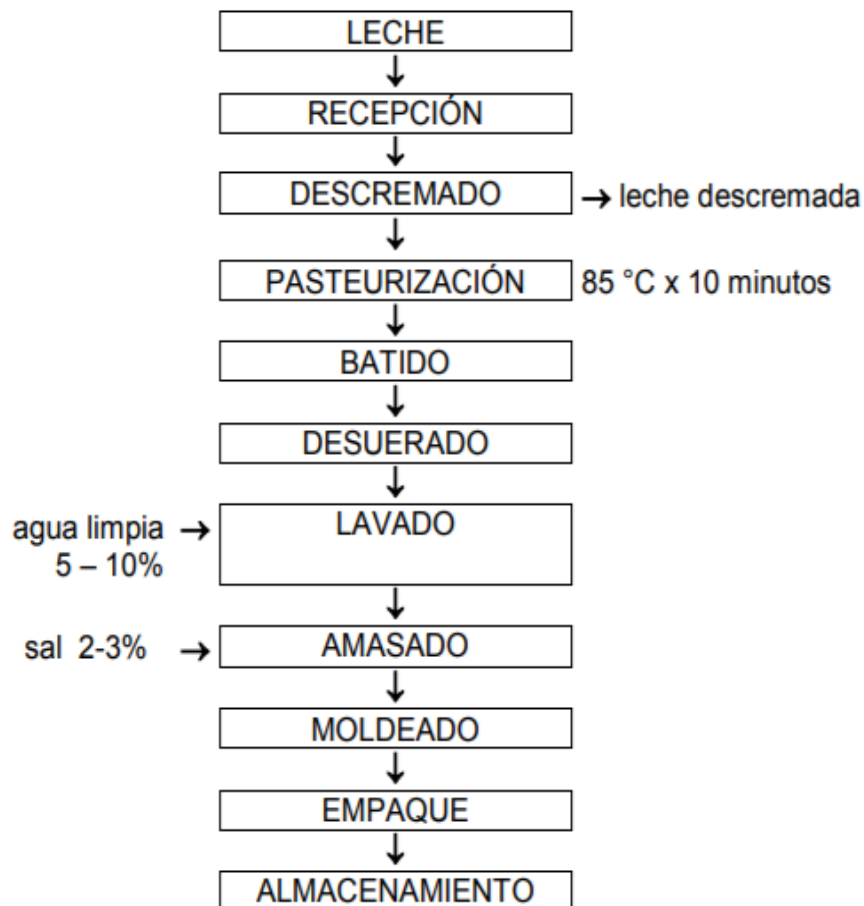 LECHE
RECEPCIÓN
DESCREMADO → leche descremada
PASTEURIZACIÓN 85 °C x 10 minutos
BATIDO
DESUERADO
agua limpia → LAVADO
5 – 10%
sal 2-3% → AMASADO
MOLDEADO
EMPAQUE
ALMACENAMIENTO